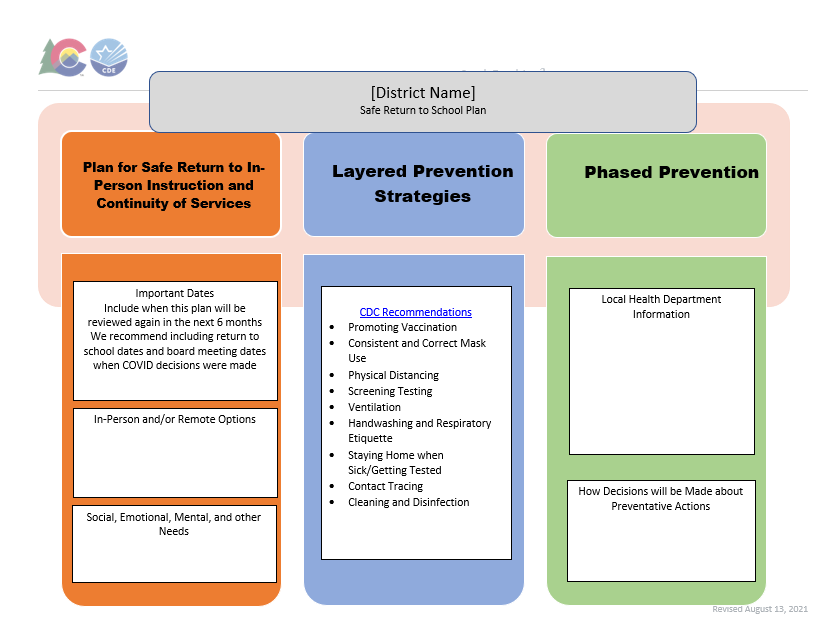 CDE
[District Name]
Safe Return to School Plan
Plan for Safe Return to In-
Person Instruction and
Continuity of Services
Layered Prevention
Strategies
Phased Prevention
Important Dates
Include when this plan will be
reviewed again in the next 6 months
We recommend including return to
school dates and board meeting dates
when COVID decisions were made
In-Person and/or Remote Options
Social, Emotional, Mental, and other
Needs
CDC Recommendations
• Promoting Vaccination
• Consistent and Correct Mask
Use
• Physical Distancing
• Screening Testing
• Ventilation
• Handwashing and Respiratory
Etiquette
• Staying Home when
Sick/Getting Tested
• Contact Tracing
• Cleaning and Disinfection
Local Health Department
Information
How Decisions will be Made about
Preventative Actions
Revised August 13, 2021